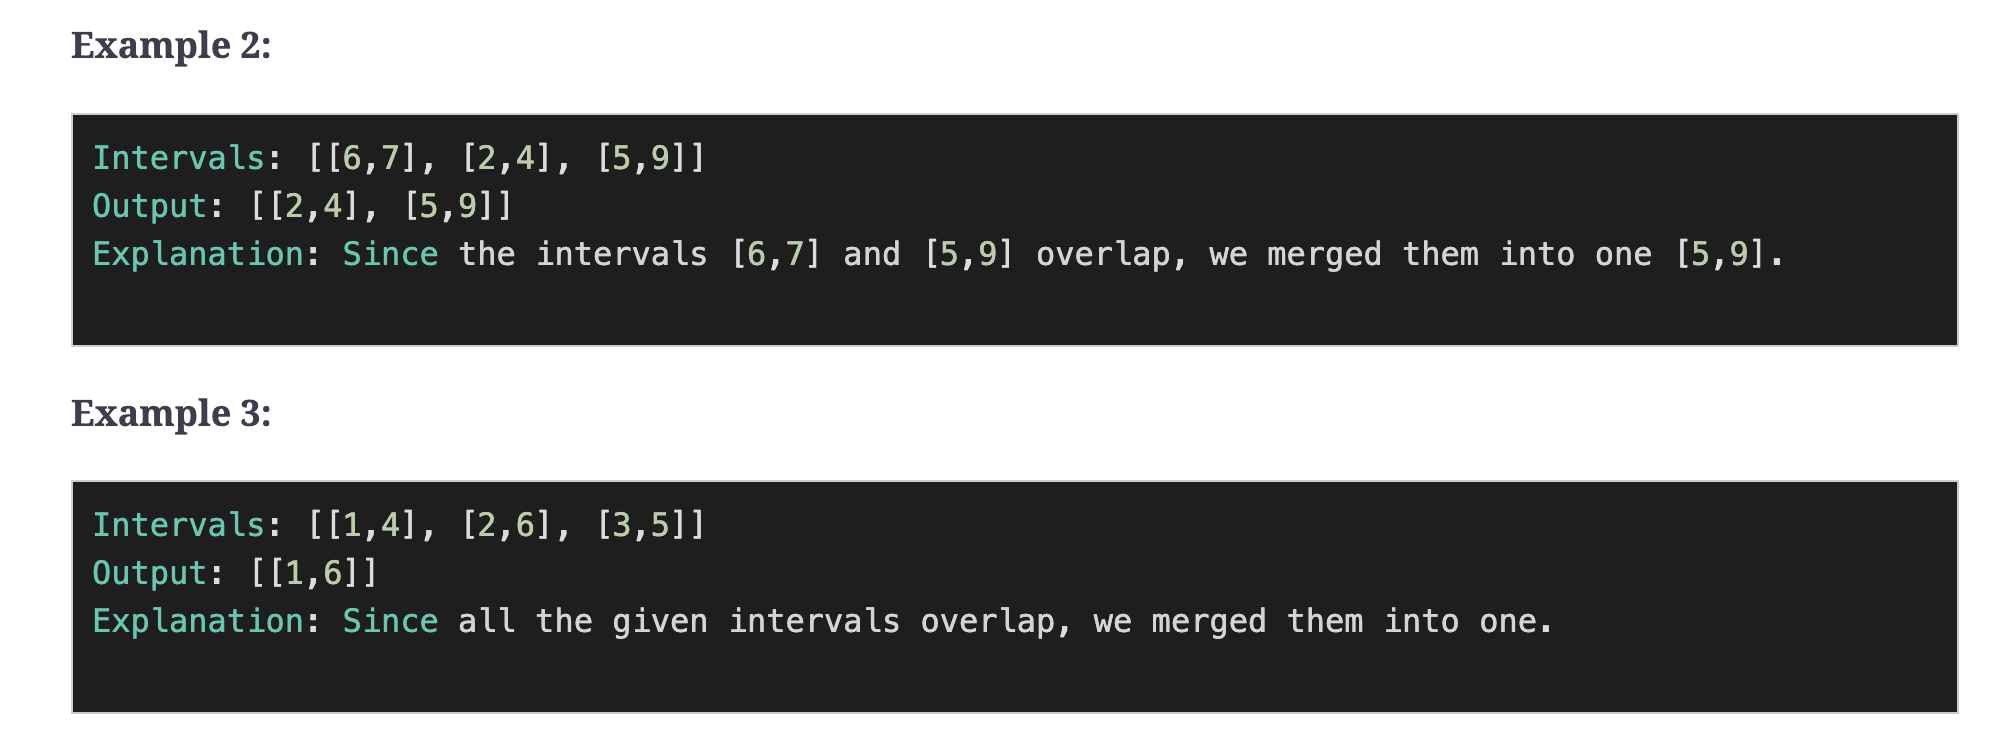 Example 2:
Intervals: [[6,7], [2,4], [5,9]]
Output: [[2,4], [5,9]]
Explanation: Since the intervals [6,7] and [5,9] overlap, we merged them into one [5,9].
Example 3:
Intervals: [[1,4], [2,6], [3,5]]
Output: [[1,6]]
Explanation: Since all the given intervals overlap, we merged them into one.